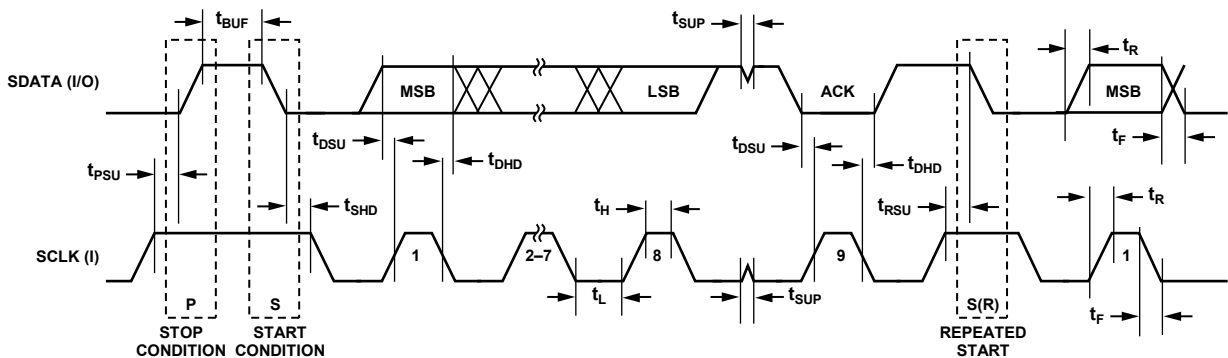 tBUF
tSUP
tR
SDATA (I/O)
MSB
LSB
ACK
MSB
tDSU
tDHD
tDSU
tDHD
tF
tPSU
tSHD
tH
tRSU
tR
SCLK (I)
1
2–7
8
9
1
P
S
tL
tSUP
S(R)
tF
STOP
CONDITION
START
CONDITION
REPEATED
START